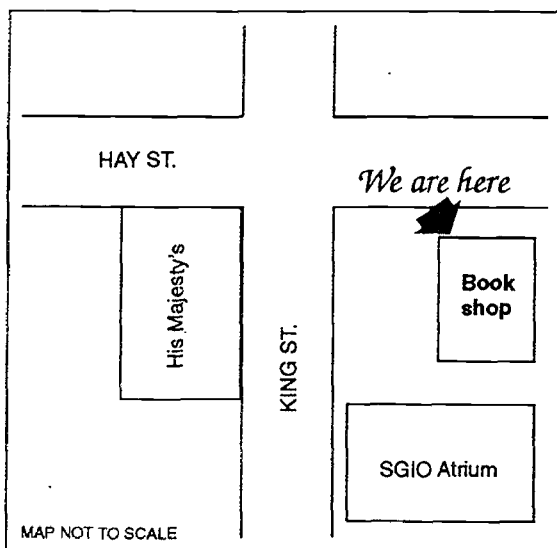 HAY ST.
We are here
His Majesty's
KING ST.
Book
shop
SGIO Atrium
MAP NOT TO SCALE